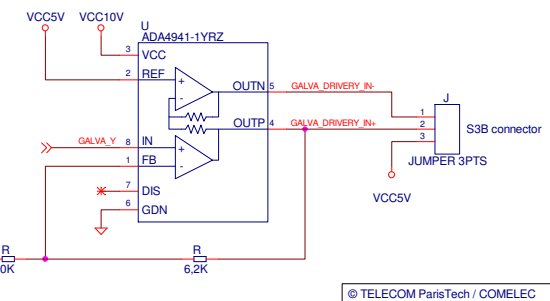 VCC5V VCC10V
U
ADA4941-1YRZ
3 VCC
2 REF
OUTN 5 GALVA_DRIVERY_IN-
+
-
J
1
OUTP 4 GALVA_DRIVERY_IN+ 2 S3B connector
GALVA_Y 8 IN
3
+
1 FB
-
JUMPER 3PTS
7 DIS
VCC5V
6 GDN
R R
0K 6,2K
© TELECOM ParisTech / COMELEC